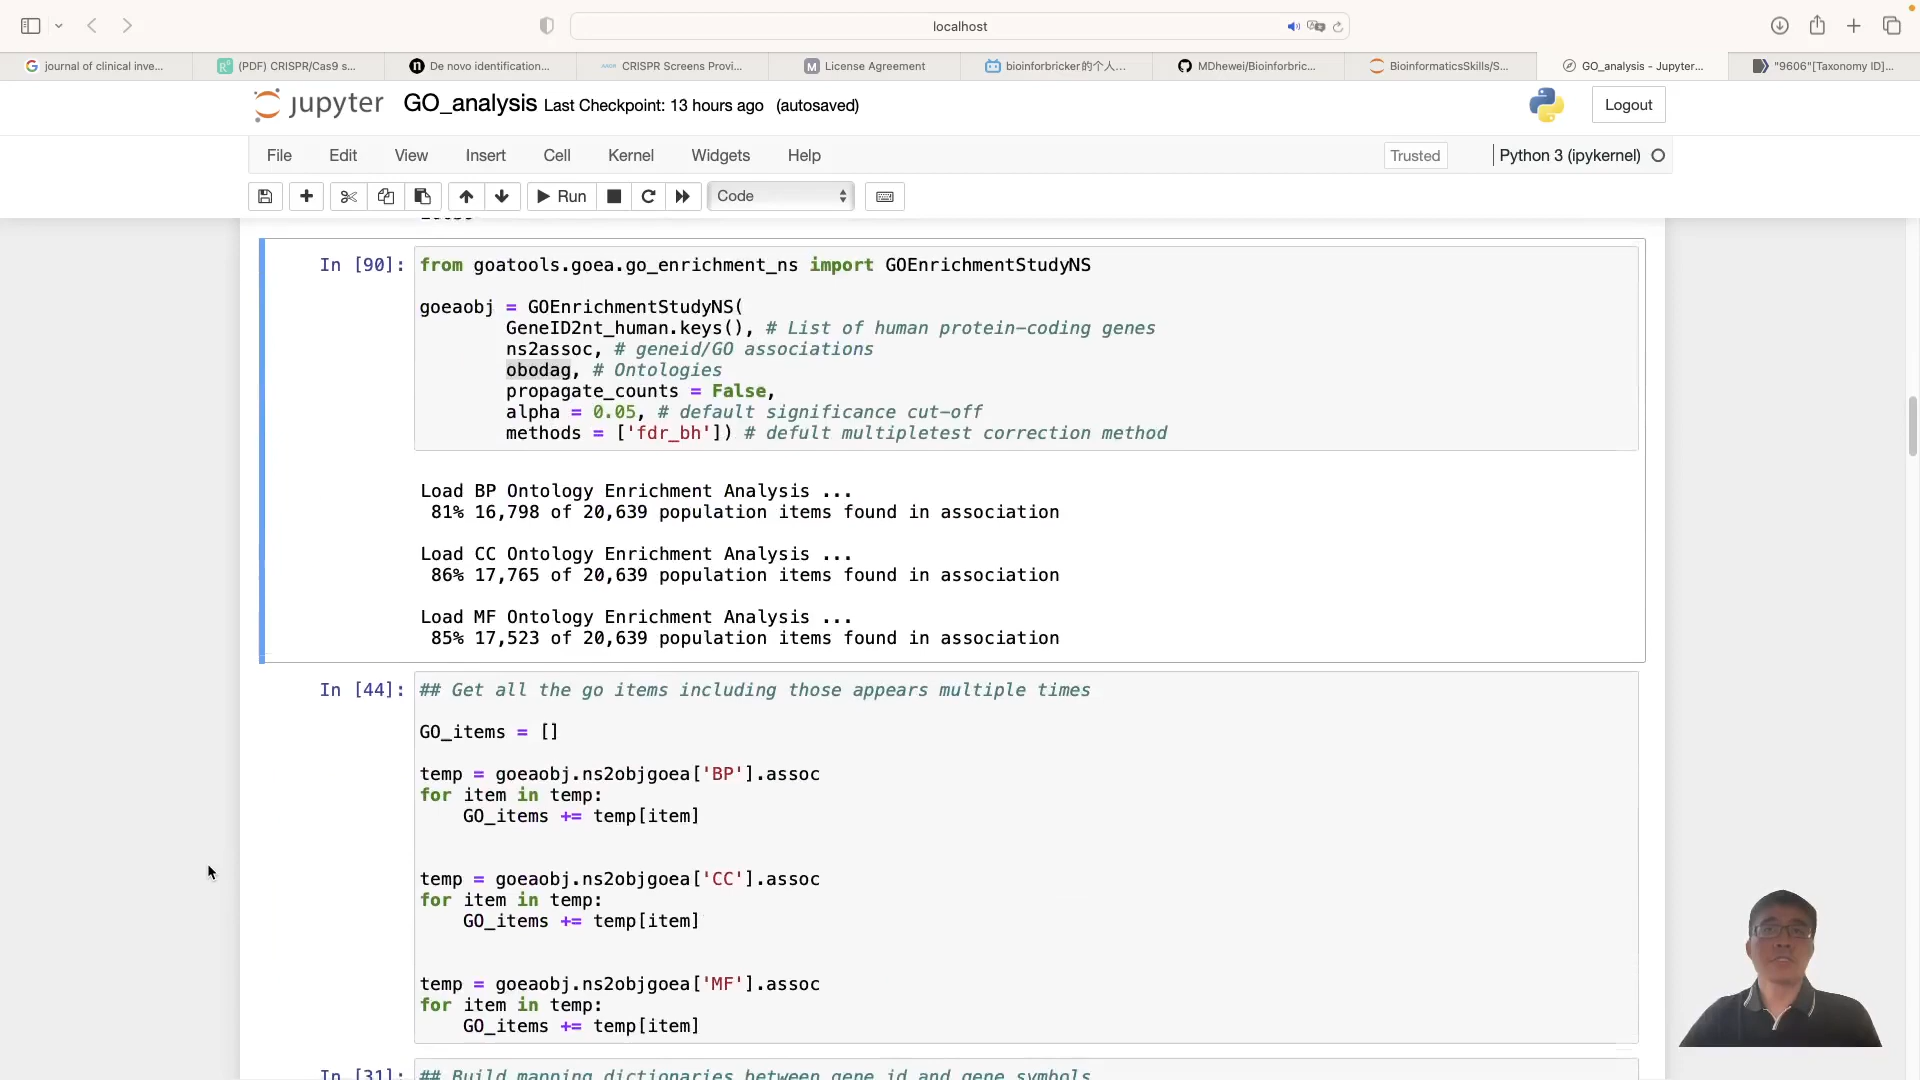 localhost
journal of clinical inve...
(PDF) CRISPR/Cas9 s...
De novo identification...
CRISPR Screens Provi...
License Agreement
bioinforbricker的个人...
MDhewei/Bioinforbric...
BioinformaticsSkills/S...
GO_analysis - Jupyter...
"9606"[Taxonomy ID]...
jupyter GO_analysis Last Checkpoint: 13 hours ago (autosaved)
Logout
File Edit View Insert Cell Kernel Widgets Help
Trusted
Python 3 (ipykernel)
Run
Code
In [90]: from goatools.goea.go_enrichment_ns import GOEnrichmentStudyNS
goeaobj = GOEnrichmentStudyNS(
GeneID2nt_human.keys(), # List of human protein-coding genes
ns2assoc, # geneid/GO associations
obodag, # Ontologies
propagate_counts = False,
alpha = 0.05, # default significance cut-off
methods = ['fdr_bh']) # defult multipletest correction method
Load BP Ontology Enrichment Analysis ...
81% 16,798 of 20,639 population items found in association
Load CC Ontology Enrichment Analysis ...
86% 17,765 of 20,639 population items found in association
Load MF Ontology Enrichment Analysis ...
85% 17,523 of 20,639 population items found in association
In [44]: ## Get all the go items including those appears multiple times
GO_items = []
temp = goeaobj.ns2objgoea['BP'].assoc
for item in temp:
GO_items += temp[item]
temp = goeaobj.ns2objgoea['CC'].assoc
for item in temp:
GO_items += temp[item]
temp = goeaobj.ns2objgoea['MF'].assoc
for item in temp:
GO_items += temp[item]
In [31]: ## Build mapping dictionaries between gene id and gene symbols